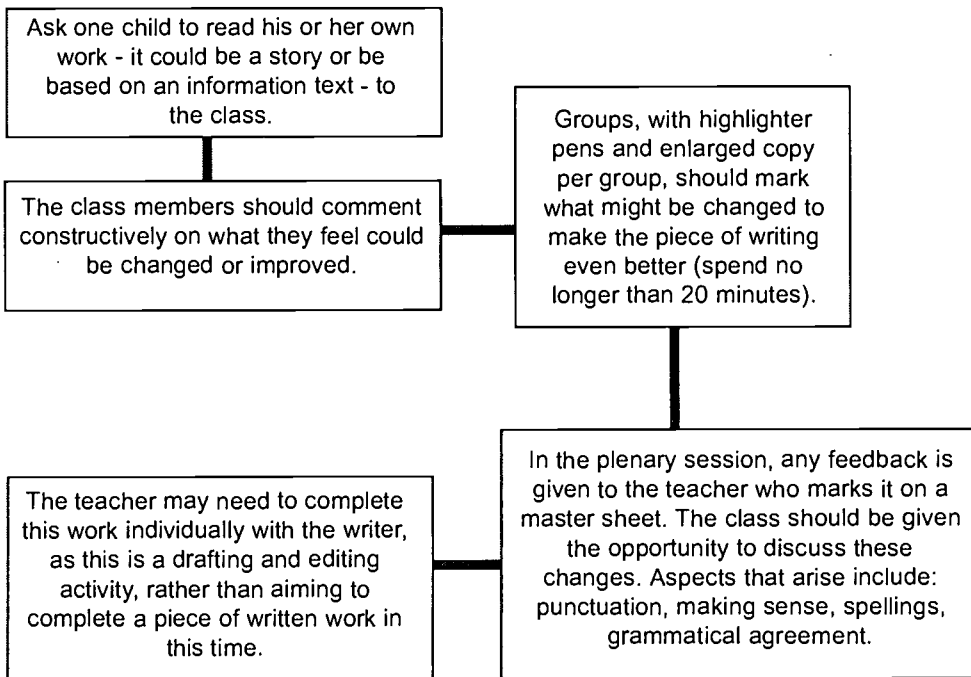 Ask one child to read his or her own
work - it could be a story or be
based on an information text - to
the class.
The class members should comment
constructively on what they feel could
be changed or improved.
Groups, with highlighter
pens and enlarged copy
per group, should mark
what might be changed to
make the piece of writing
even better (spend no
longer than 20 minutes).
In the plenary session, any feedback is
given to the teacher who marks it on a
master sheet. The class should be given
the opportunity to discuss these
changes. Aspects that arise include:
punctuation, making sense, spellings,
grammatical agreement.
The teacher may need to complete
this work individually with the writer,
as this is a drafting and editing
activity, rather than aiming to
complete a piece of written work in
this time.